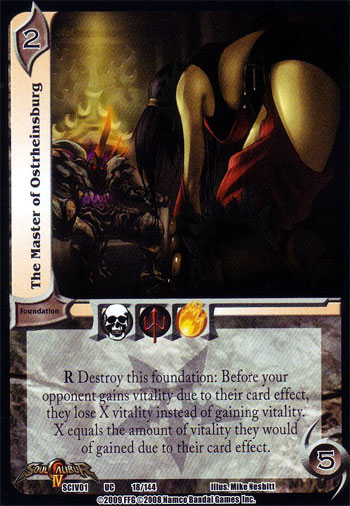 2
The Master of Ostrheinsburg
Foundation
R Destroy this foundation: Before your
opponent gains vitality due to their card effect,
they lose X vitality instead of gaining vitality.
X equals the amount of vitality they would
of gained due to their card effect.
5
SOULCALIBUR
IV
SCIV01 UC 18/144 Illus. Mike Nesbitt
©2009 FFG ©2008 Namco Bandai Games Inc.